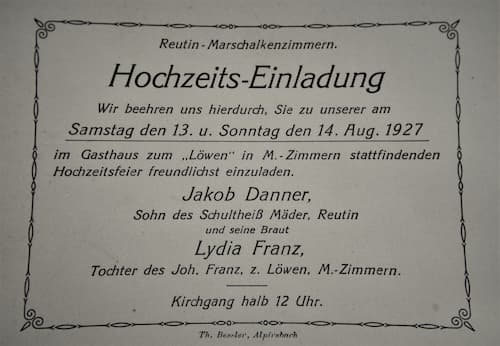 Reutin-Marschalkenzimmern.
Hochzeits-Einladung
Wir beehren uns hierdurch, Sie zu unserer am
Samstag den 13. u. Sonntag den 14. Aug. 1927
im Gasthaus zum „Löwen" in M.-Zimmern stattfindenden
Hochzeitsfeier freundlichst einzuladen.
Jakob Danner,
Sohn des Schultheiß Mäder, Reutin
und seine Braut
Lydia Franz,
Tochter des Joh. Franz, z. Löwen, M.-Zimmern.
Kirchgang halb 12 Uhr.
Th. Bessler, Alpirsbach